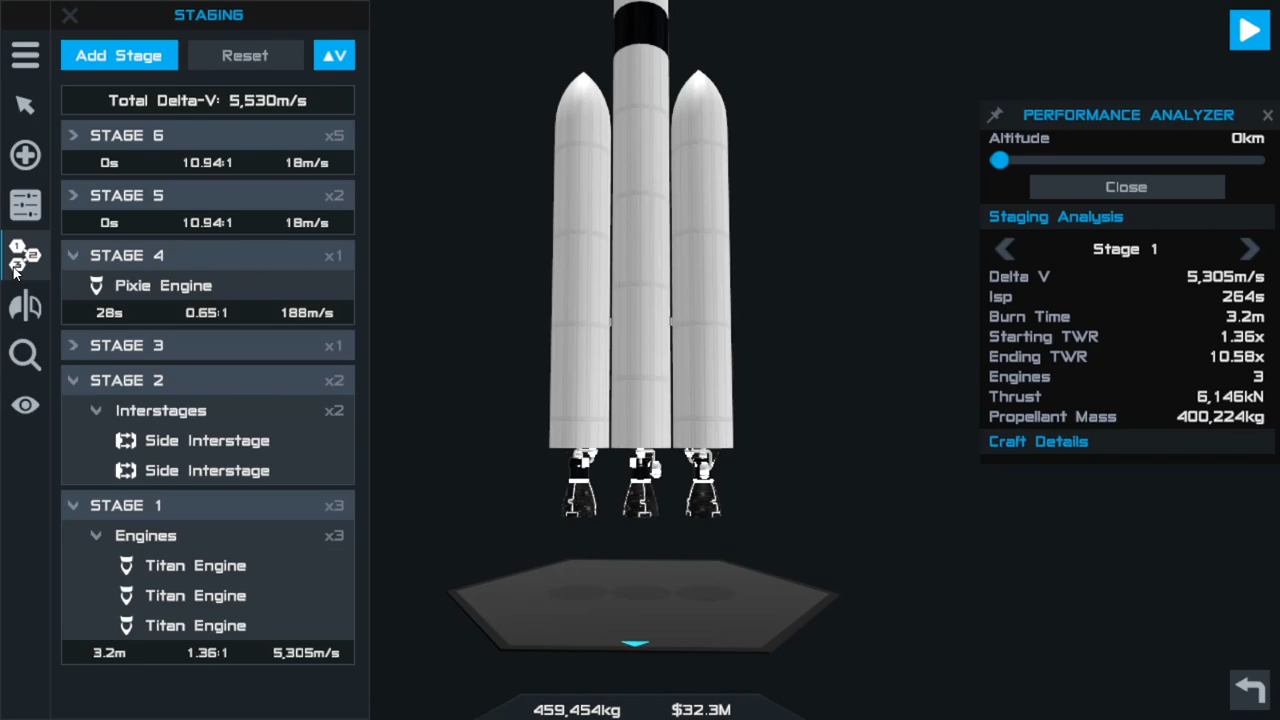 STAGING
Add Stage
Reset
▲V
Total Delta-V: 5,530m/s
STAGE 6 x5
0s 10.94:1 18m/s
STAGE 5 x2
0s 10.94:1 18m/s
STAGE 4 x1
Pixie Engine
28s 0.65:1 188m/s
STAGE 3 x1
STAGE 2 x2
Interstages x2
Side Interstage
Side Interstage
STAGE 1 x3
Engines x3
Titan Engine
Titan Engine
Titan Engine
3.2m 1.36:1 5,305m/s
1
2
3
459,454kg $32.3M
PERFORMANCE ANALYZER
Altitude 0km
Close
Staging Analysis
Stage 1
Delta V 5,305m/s
Isp 264s
Burn Time 3.2m
Starting TWR 1.36x
Ending TWR 10.58x
Engines 3
Thrust 6,146kN
Propellant Mass 400,224kg
Craft Details